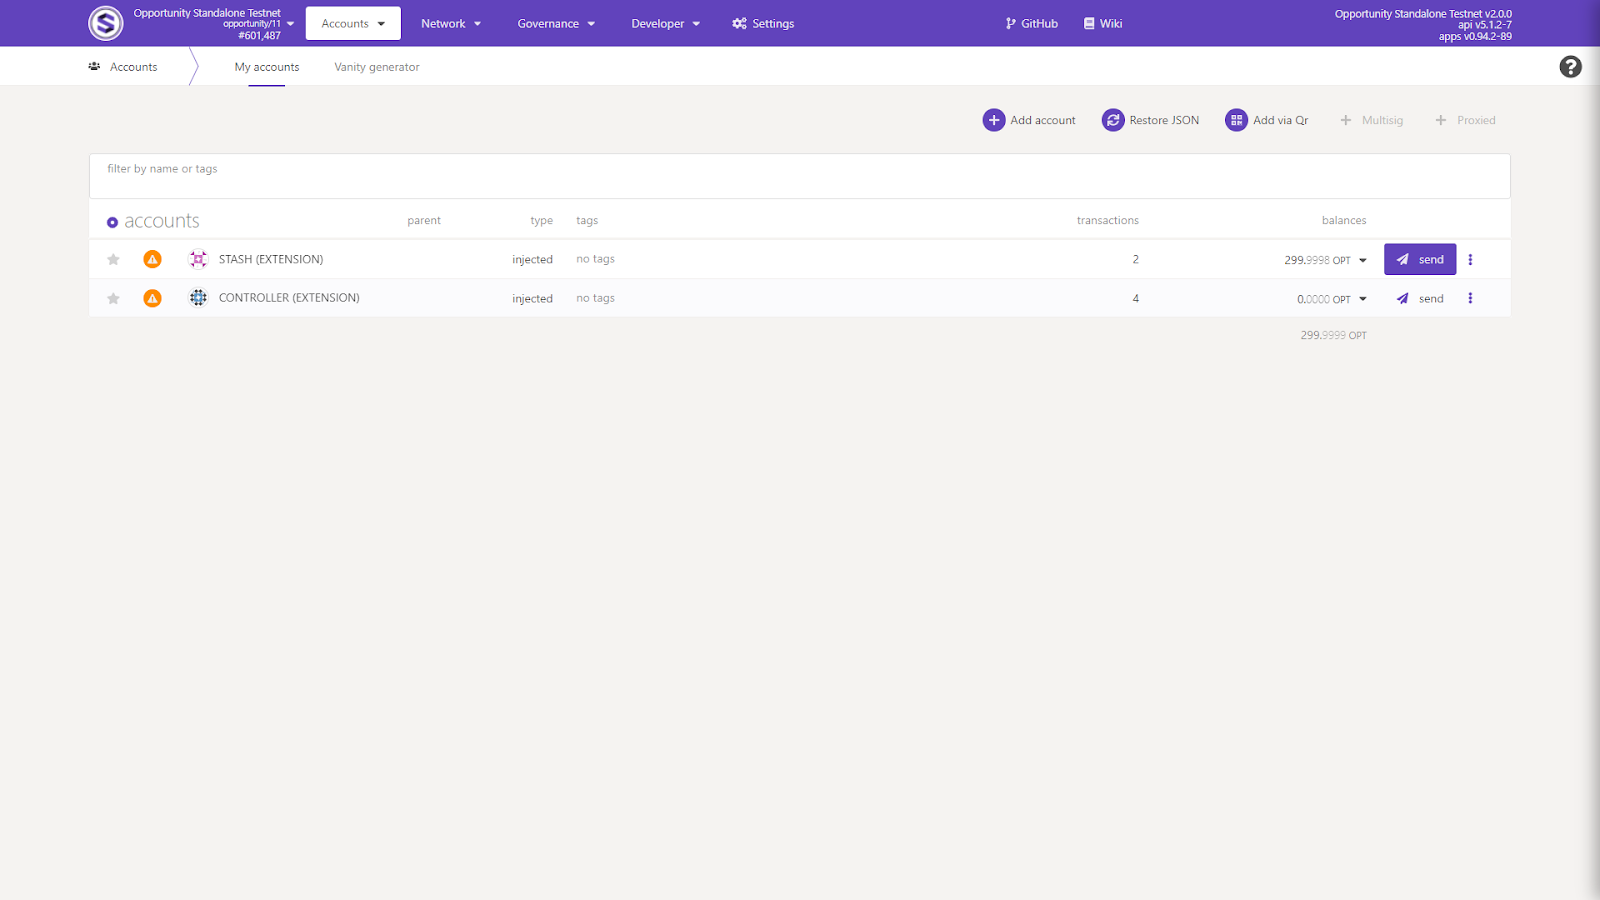 Opportunity Standalone Testnet
opportunity/11
#601,487
Accounts
Network
Governance
Developer
Settings
GitHub
Wiki
Opportunity Standalone Testnet v2.0.0
api v5.1.2-7
apps v0.94.2-89
Accounts
My accounts
Vanity generator
Add account
Restore JSON
Add via Qr
Multisig
Proxied
filter by name or tags
accounts parent type tags transactions balances
STASH (EXTENSION) injected no tags 2 299.9998 OPT send
CONTROLLER (EXTENSION) injected no tags 4 0.0000 OPT send
299.9999 OPT